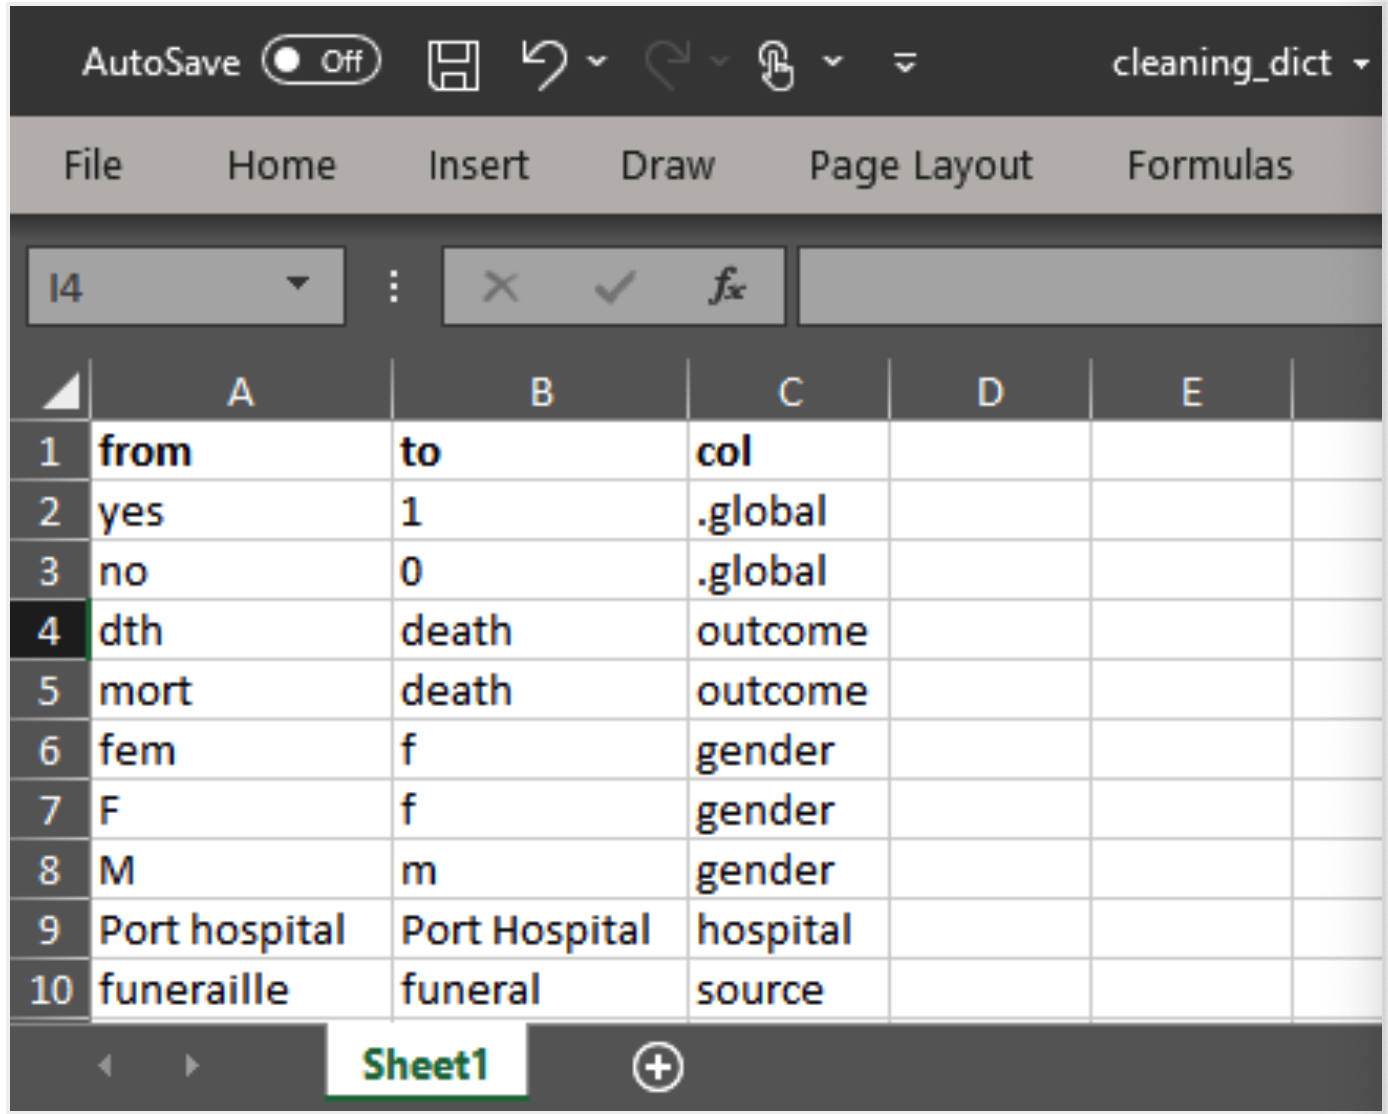 AutoSave Off cleaning_dict
File Home Insert Draw Page Layout Formulas
I4 fx
A B C D E
1 from to col
2 yes 1 .global
3 no 0 .global
4 dth death outcome
5 mort death outcome
6 fem f gender
7 F f gender
8 M m gender
9 Port hospital Port Hospital hospital
10 funeraille funeral source
Sheet1